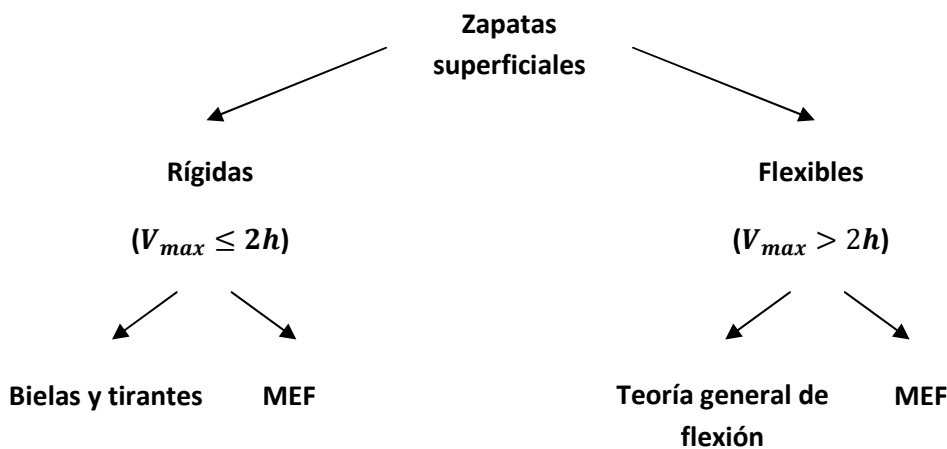 Zapatas
superficiales
Rígidas
Flexibles
(V_max ≤ 2h)
(V_max > 2h)
Bielas y tirantes
MEF
Teoría general de
flexión
MEF